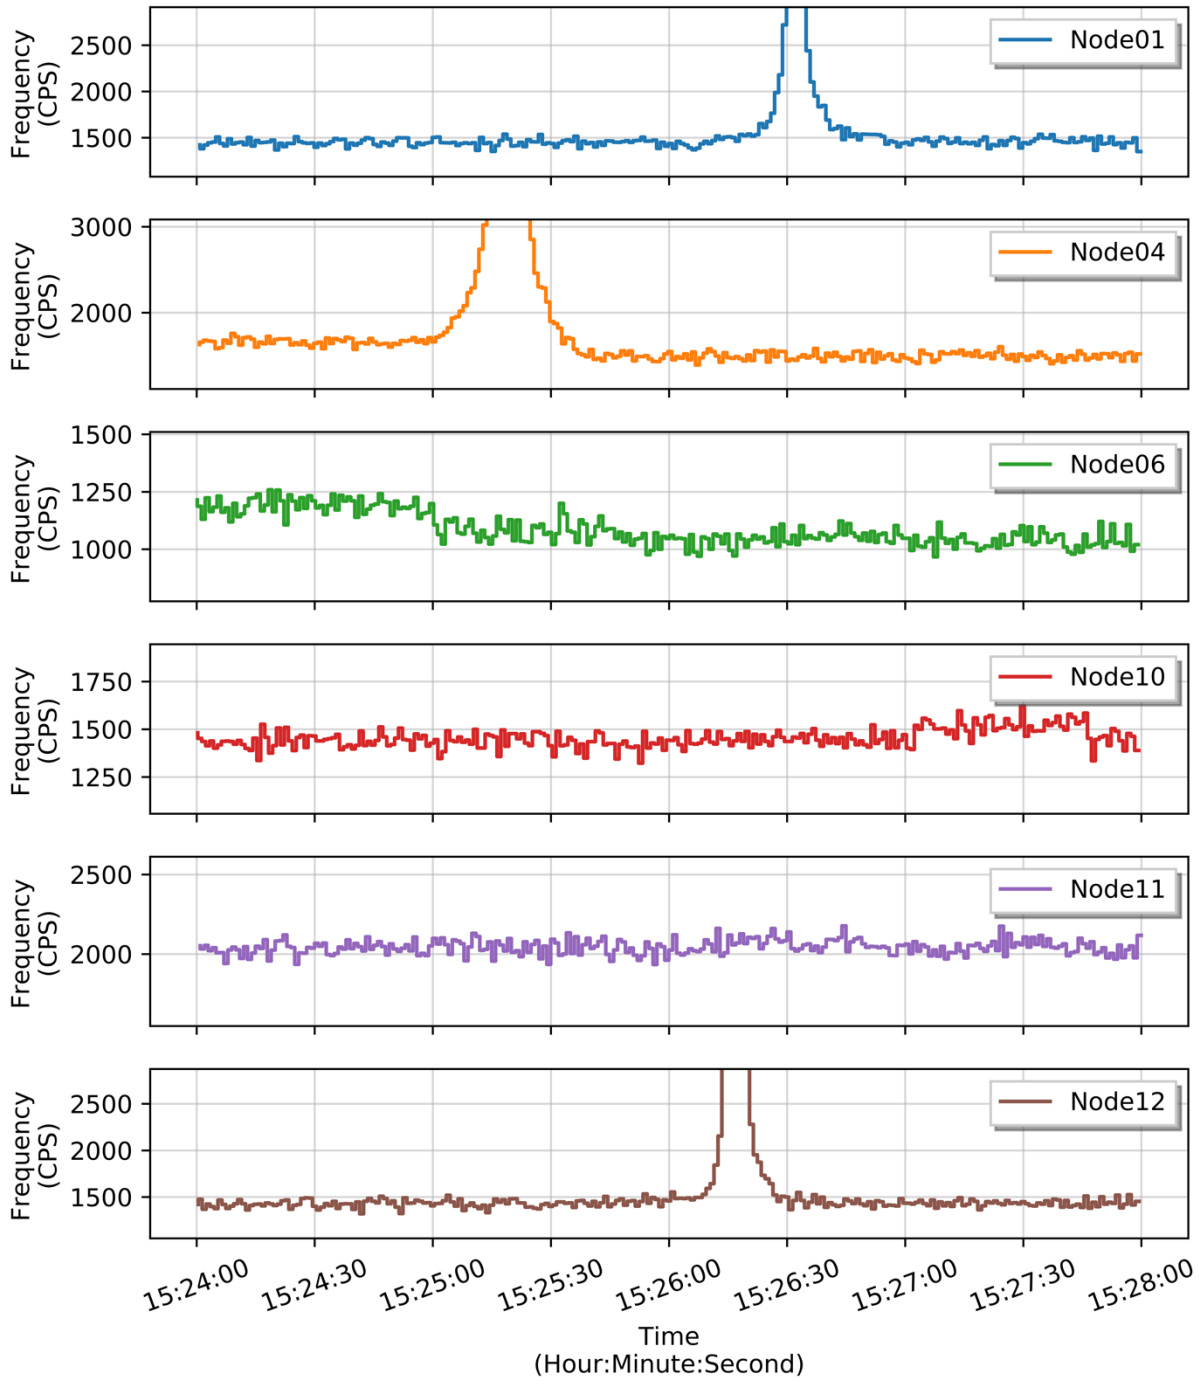 Frequency
(CPS)
2500
2000
1500
Node01
Frequency
(CPS)
3000
2000
Node04
Frequency
(CPS)
1500
1250
1000
Node06
Frequency
(CPS)
1750
1500
1250
Node10
Frequency
(CPS)
2500
2000
Node11
Frequency
(CPS)
2500
2000
1500
Node12
15:24:00 15:24:30 15:25:00 15:25:30 15:26:00 15:26:30 15:27:00 15:27:30 15:28:00
Time
(Hour:Minute:Second)